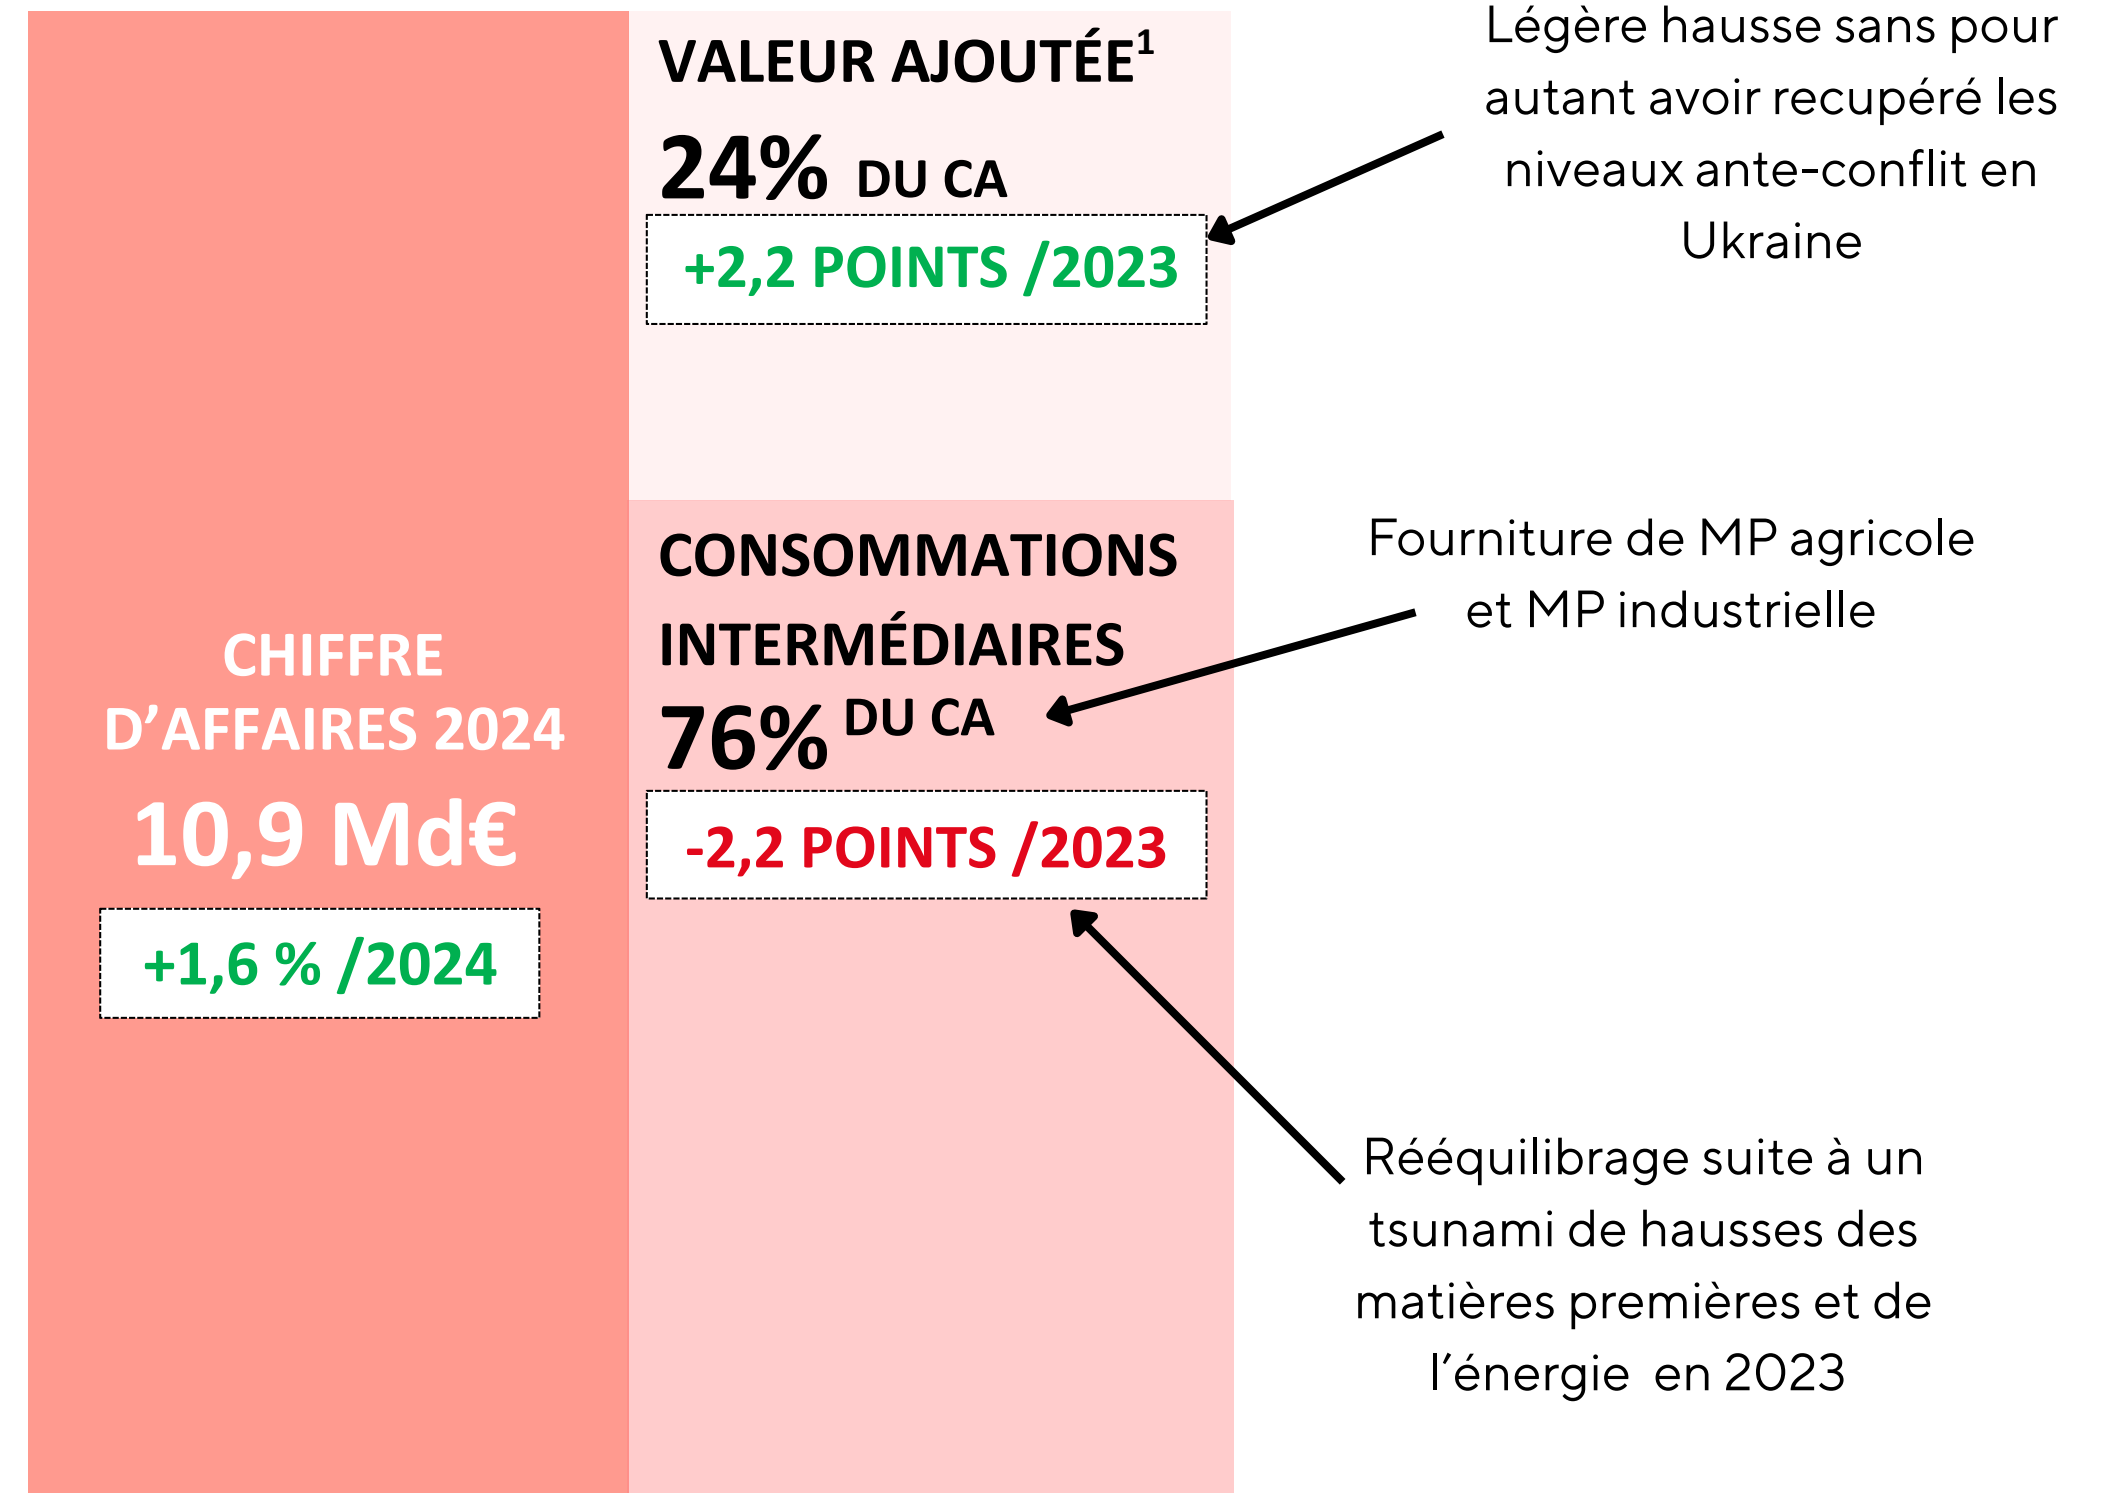 CHIFFRE
D’AFFAIRES 2024
10,9 Md€
+1,6 % /2024
VALEUR AJOUTÉE¹
24% DU CA
+2,2 POINTS /2023
CONSOMMATIONS
INTERMÉDIAIRES
76% DU CA
-2,2 POINTS /2023
Légère hausse sans pour
autant avoir recupéré les
niveaux ante-conflit en
Ukraine
Fourniture de MP agricole
et MP industrielle
Rééquilibrage suite à un
tsunami de hausses des
matières premières et de
l’énergie en 2023